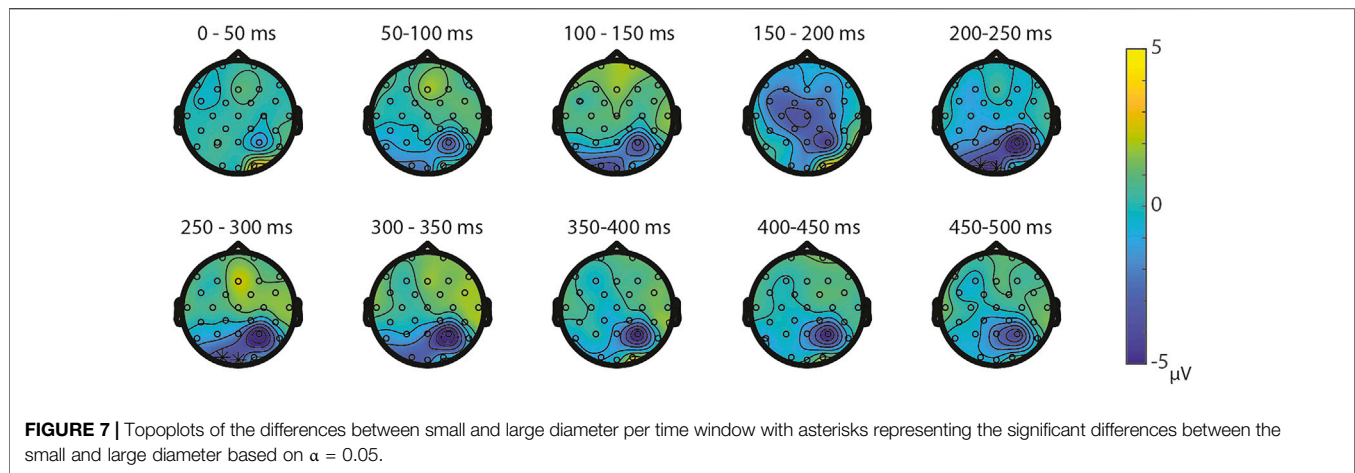 0 - 50 ms
50-100 ms
100 - 150 ms
150 - 200 ms
200-250 ms
5
0
-5
μV
250 - 300 ms
300 - 350 ms
350-400 ms
400-450 ms
450-500 ms
FIGURE 7 | Topoplots of the differences between small and large diameter per time window with asterisks representing the significant differences between the
small and large diameter based on α = 0.05.